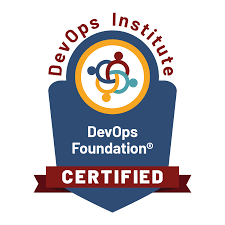 DevOps Institute
DevOps
Foundation®
CERTIFIED